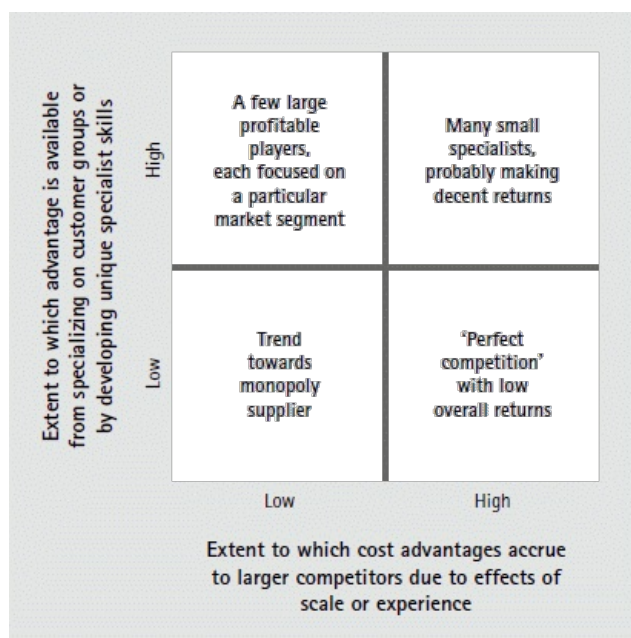 Extent to which advantage is available
from specializing on customer groups or
by developing unique specialist skills
High
A few large
profitable
players,
each focused on
a particular
market segment
Many small
specialists,
probably making
decent returns
Low
Trend
towards
monopoly
supplier
‘Perfect
competition’
with low
overall returns
Low
High
Extent to which cost advantages accrue
to larger competitors due to effects of
scale or experience